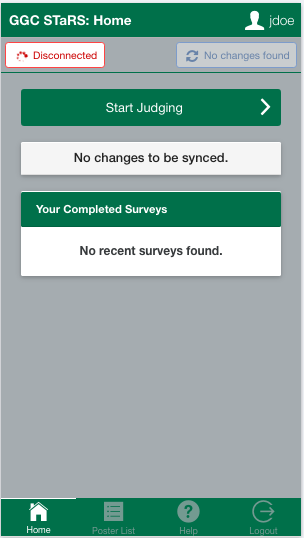 GGC STaRS: Home
jdoe
Disconnected
No changes found
Start Judging
No changes to be synced.
Your Completed Surveys
No recent surveys found.
Home
Poster List
Help
Logout